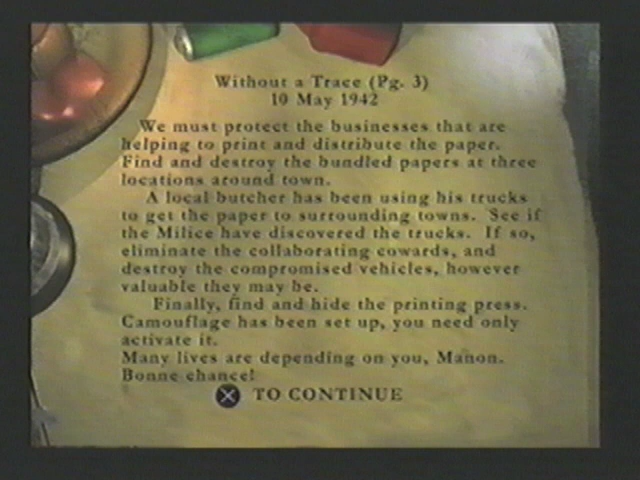 Without a Trace (Pg. 3)
10 May 1942
We must protect the businesses that are
helping to print and distribute the paper.
Find and destroy the bundled papers at three
locations around town.
A local butcher has been using his trucks
to get the paper to surrounding towns. See if
the Milice have discovered the trucks. If so,
eliminate the collaborating cowards, and
destroy the compromised vehicles, however
valuable they may be.
Finally, find and hide the printing press.
Camouflage has been set up, you need only
activate it.
Many lives are depending on you, Manon.
Bonne chance!
TO CONTINUE